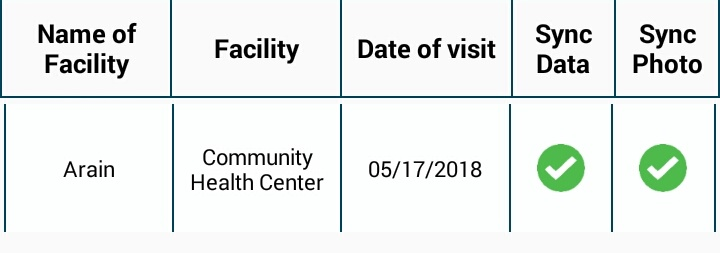 Name of
Facility
Facility
Date of visit
Sync
Data
Sync
Photo
Arain
Community
Health Center
05/17/2018